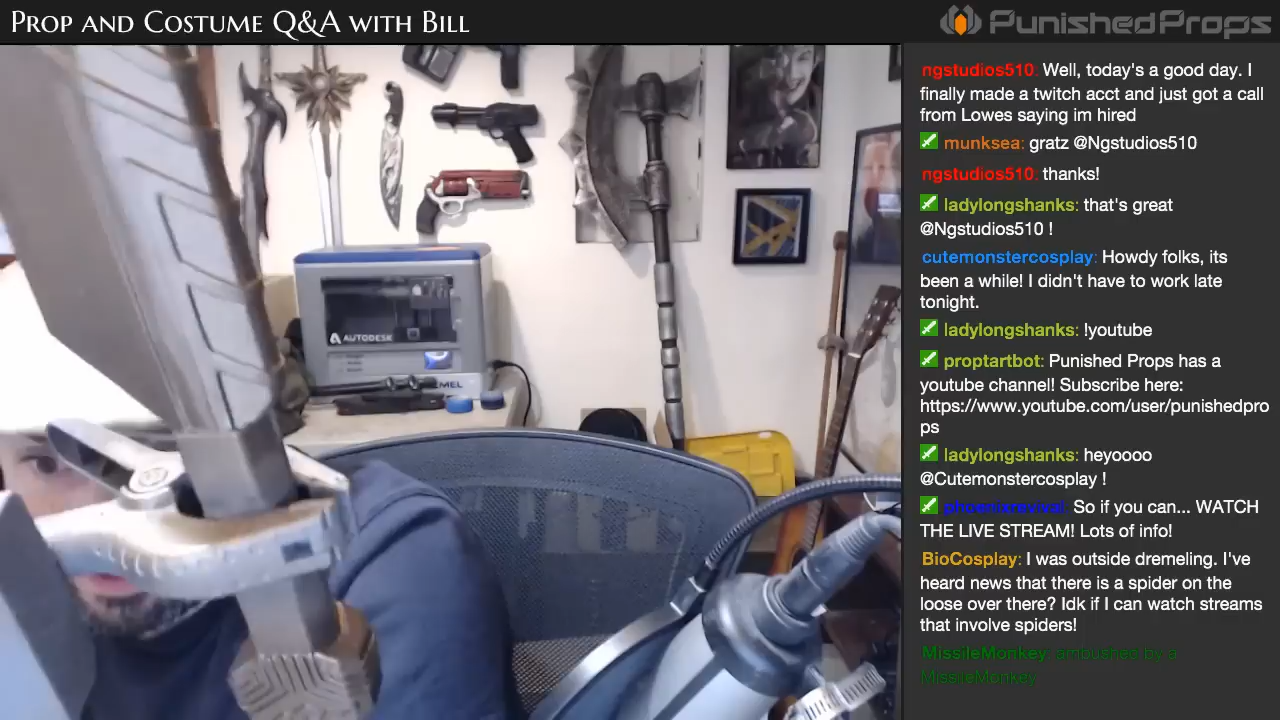 Prop and Costume Q&A with Bill
PunishedProps
ngstudios510: Well, today's a good day. I
finally made a twitch acct and just got a call
from Lowes saying im hired
munksea: gratz @Ngstudios510
ngstudios510: thanks!
ladylongshanks: that's great
@Ngstudios510 !
cutemonstercosplay: Howdy folks, its
been a while! I didn't have to work late
tonight.
ladylongshanks: !youtube
proptartbot: Punished Props has a
youtube channel! Subscribe here:
https://www.youtube.com/user/punishedpro
ps
ladylongshanks: heyoooo
@Cutemonstercosplay !
phoenixrevival: So if you can... WATCH
THE LIVE STREAM! Lots of info!
BioCosplay: I was outside dremeling. I've
heard news that there is a spider on the
loose over there? Idk if I can watch streams
that involve spiders!
MissileMonkey: ambushed by a
MissileMonkey
AUTODESK